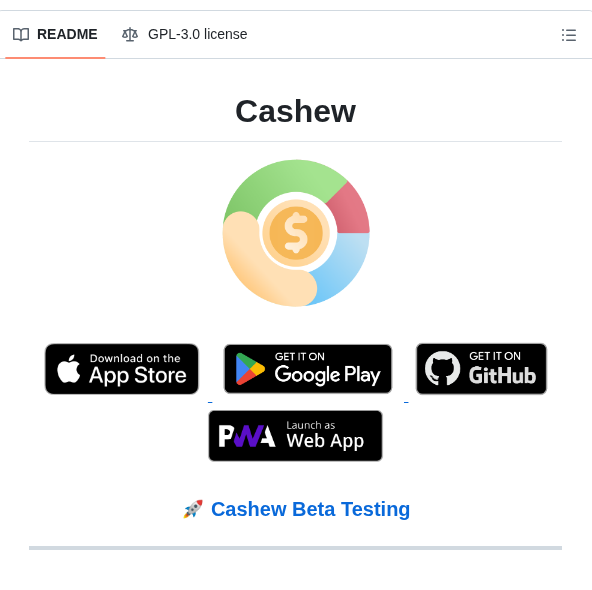 README GPL-3.0 license
Cashew
$
Download on the App Store
GET IT ON Google Play
GET IT ON GitHub
PWA Launch as Web App
🚀 Cashew Beta Testing